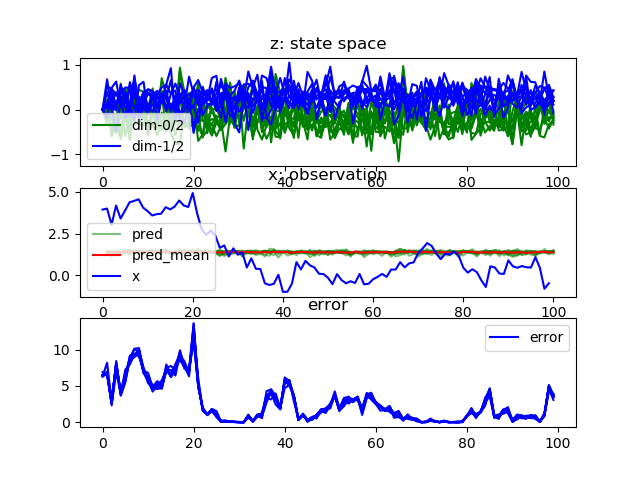 z: state space
1
0
−1
dim-0/2
dim-1/2
0 20 40 60 80 100
x: observation
5.0
2.5
0.0
pred
pred_mean
x
0 20 40 60 80 100
error
10
5
0
error
0 20 40 60 80 100